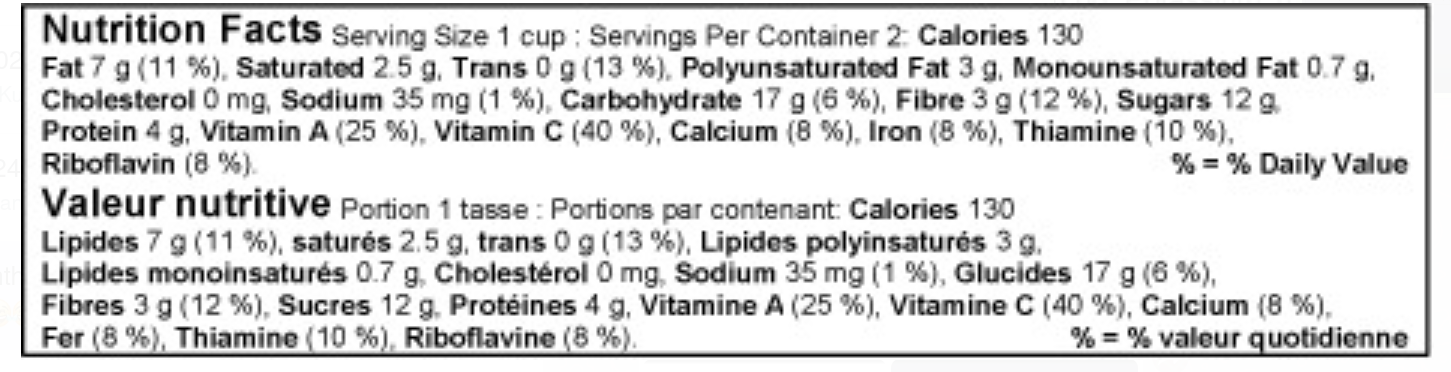 Nutrition Facts Serving Size 1 cup : Servings Per Container 2: Calories 130
Fat 7 g (11 %), Saturated 2.5 g, Trans 0 g (13 %), Polyunsaturated Fat 3 g, Monounsaturated Fat 0.7 g,
Cholesterol 0 mg, Sodium 35 mg (1 %), Carbohydrate 17 g (6 %), Fibre 3 g (12 %), Sugars 12 g,
Protein 4 g, Vitamin A (25 %), Vitamin C (40 %), Calcium (8 %), Iron (8 %), Thiamine (10 %),
Riboflavin (8 %). % = % Daily Value
Valeur nutritive Portion 1 tasse : Portions par contenant: Calories 130
Lipides 7 g (11 %), saturés 2.5 g, trans 0 g (13 %), Lipides polyinsaturés 3 g,
Lipides monoinsaturés 0.7 g, Cholestérol 0 mg, Sodium 35 mg (1 %), Glucides 17 g (6 %),
Fibres 3 g (12 %), Sucres 12 g, Protéines 4 g, Vitamine A (25 %), Vitamine C (40 %), Calcium (8 %),
Fer (8 %), Thiamine (10 %), Riboflavine (8 %). % = % valeur quotidienne